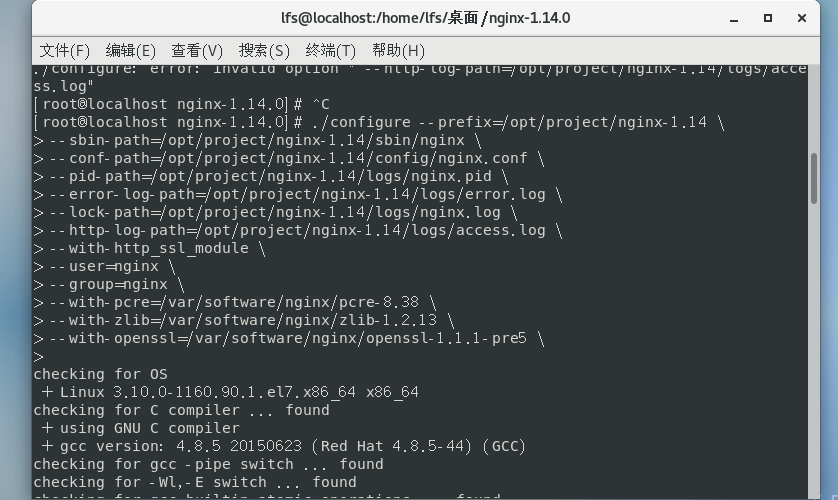 lfs@localhost:/home/lfs/桌面/nginx-1.14.0
文件(F) 编辑(E) 查看(V) 搜索(S) 终端(T) 帮助(H)
./configure: error: invalid option " --http-log-path=/opt/project/nginx-1.14/logs/acce
ss.log"
[root@localhost nginx-1.14.0]# ^C
[root@localhost nginx-1.14.0]# ./configure --prefix=/opt/project/nginx-1.14 \
> --sbin-path=/opt/project/nginx-1.14/sbin/nginx \
> --conf-path=/opt/project/nginx-1.14/config/nginx.conf \
> --pid-path=/opt/project/nginx-1.14/logs/nginx.pid \
> --error-log-path=/opt/project/nginx-1.14/logs/error.log \
> --lock-path=/opt/project/nginx-1.14/logs/nginx.log \
> --http-log-path=/opt/project/nginx-1.14/logs/access.log \
> --with-http_ssl_module \
> --user=nginx \
> --group=nginx \
> --with-pcre=/var/software/nginx/pcre-8.38 \
> --with-zlib=/var/software/nginx/zlib-1.2.13 \
> --with-openssl=/var/software/nginx/openssl-1.1.1-pre5 \
>
checking for OS
 + Linux 3.10.0-1160.90.1.el7.x86_64 x86_64
checking for C compiler ... found
 + using GNU C compiler
 + gcc version: 4.8.5 20150623 (Red Hat 4.8.5-44) (GCC)
checking for gcc -pipe switch ... found
checking for -Wl,-E switch ... found
checking for gcc builtin atomic operations ... found